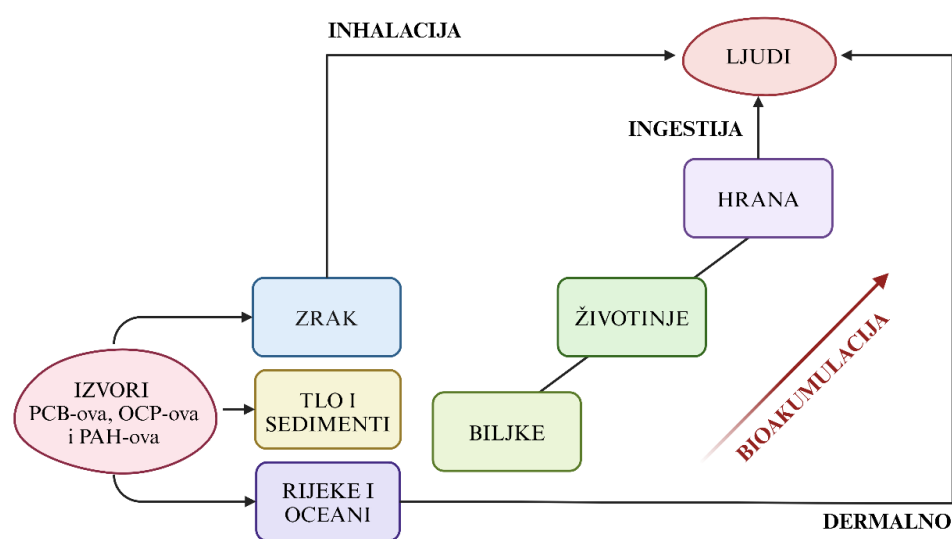 INHALACIJA
LJUDI
INGESTIJA
HRANA
ZRAK
ŽIVOTINJE
IZVORI
PCB-ova, OCP-ova
i PAH-ova
TLO I
SEDIMENTI
BILJKE
BIOAKUMULACIJA
RIJEKE I
OCEANI
DERMALNO